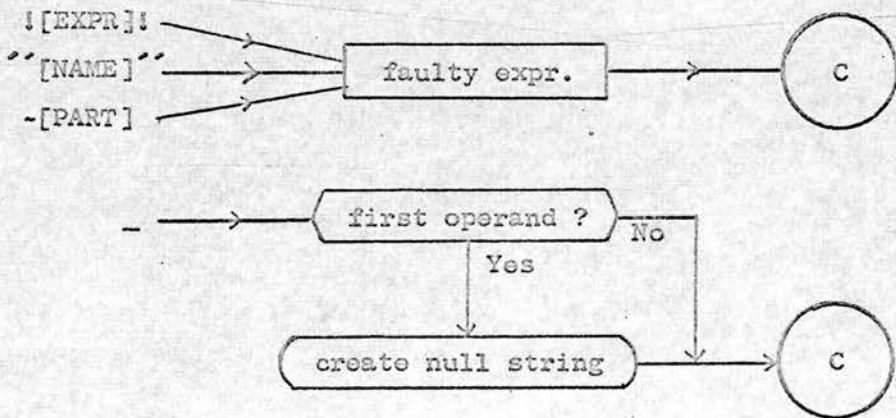 ![EXPR]!
''[NAME]''
~[PART]
faulty expr.
C
_
first operand ?
No
Yes
create null string
C